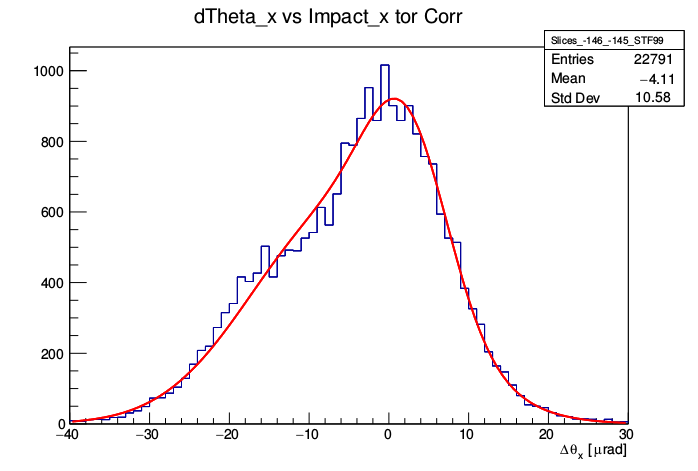 dTheta_x vs Impact_x tor Corr
Slices_-146_-145_STF99
Entries 22791
Mean −4.11
Std Dev 10.58
1000
800
600
400
200
0
−40 −30 −20 −10 0 10 20 30
Δθx [μrad]